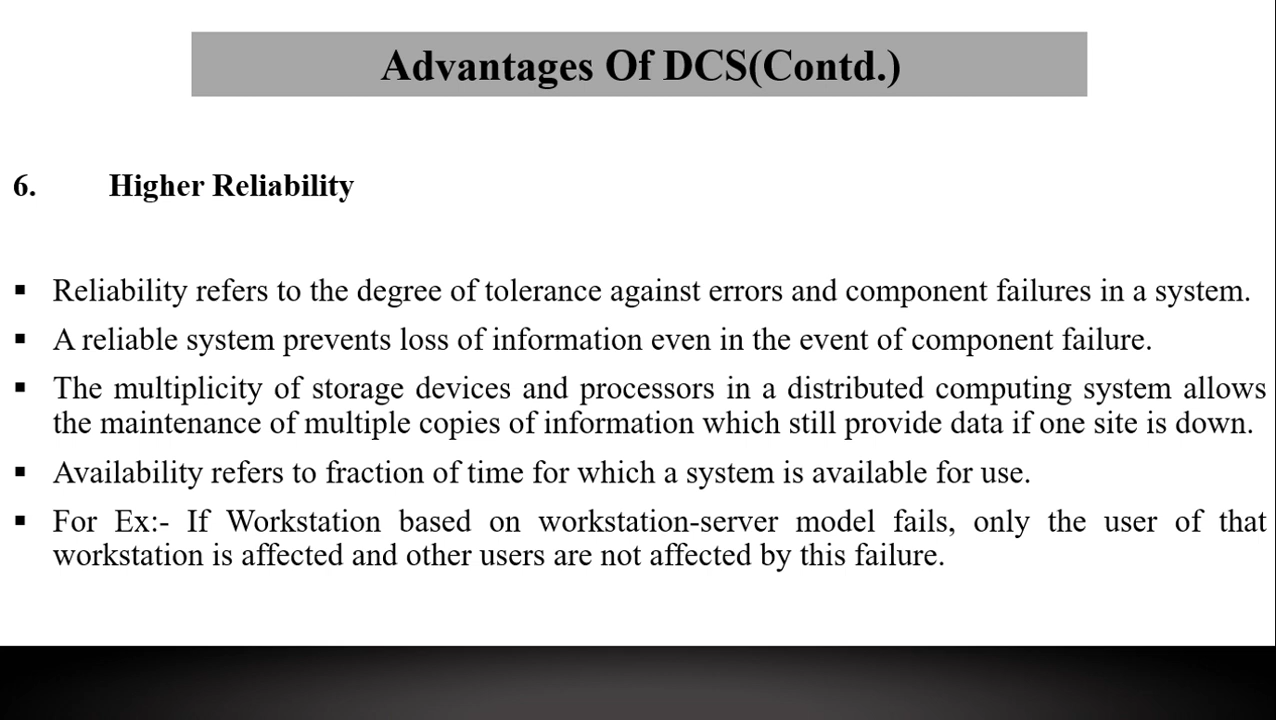 Advantages Of DCS(Contd.)
6. Higher Reliability
▪ Reliability refers to the degree of tolerance against errors and component failures in a system.
▪ A reliable system prevents loss of information even in the event of component failure.
▪ The multiplicity of storage devices and processors in a distributed computing system allows
the maintenance of multiple copies of information which still provide data if one site is down.
▪ Availability refers to fraction of time for which a system is available for use.
▪ For Ex:- If Workstation based on workstation-server model fails, only the user of that
workstation is affected and other users are not affected by this failure.